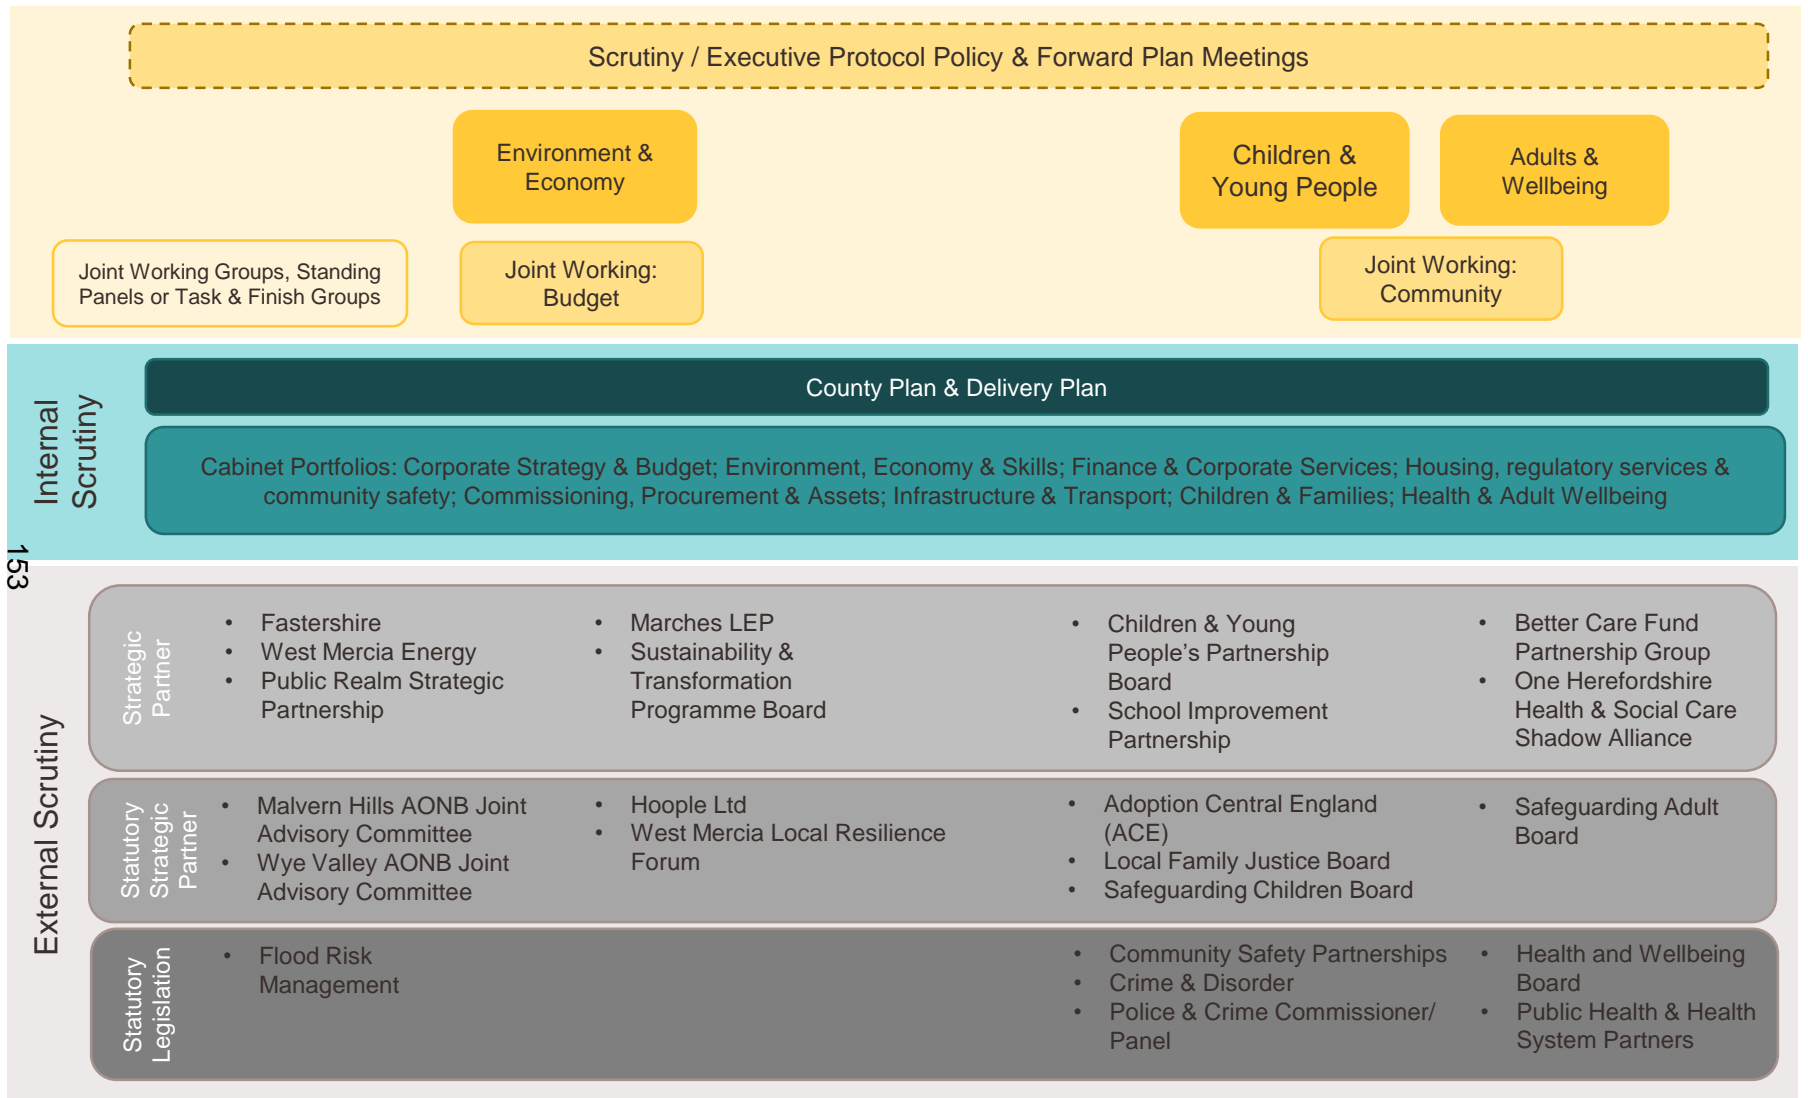 Scrutiny / Executive Protocol Policy & Forward Plan Meetings
Environment &
Economy
Children &
Young People
Adults &
Wellbeing
Joint Working Groups, Standing
Panels or Task & Finish Groups
Joint Working:
Budget
Joint Working:
Community
Internal
Scrutiny
County Plan & Delivery Plan
Cabinet Portfolios: Corporate Strategy & Budget; Environment, Economy & Skills; Finance & Corporate Services; Housing, regulatory services &
community safety; Commissioning, Procurement & Assets; Infrastructure & Transport; Children & Families; Health & Adult Wellbeing
153
External Scrutiny
Strategic
Partner
• Fastershire
• West Mercia Energy
• Public Realm Strategic
Partnership
• Marches LEP
• Sustainability &
Transformation
Programme Board
• Children & Young
People’s Partnership
Board
• School Improvement
Partnership
• Better Care Fund
Partnership Group
• One Herefordshire
Health & Social Care
Shadow Alliance
Statutory
Strategic
Partner
• Malvern Hills AONB Joint
Advisory Committee
• Wye Valley AONB Joint
Advisory Committee
• Hoople Ltd
• West Mercia Local Resilience
Forum
• Adoption Central England
(ACE)
• Local Family Justice Board
• Safeguarding Children Board
• Safeguarding Adult
Board
Statutory
Legislation
• Flood Risk
Management
• Community Safety Partnerships
• Crime & Disorder
• Police & Crime Commissioner/
Panel
• Health and Wellbeing
Board
• Public Health & Health
System Partners